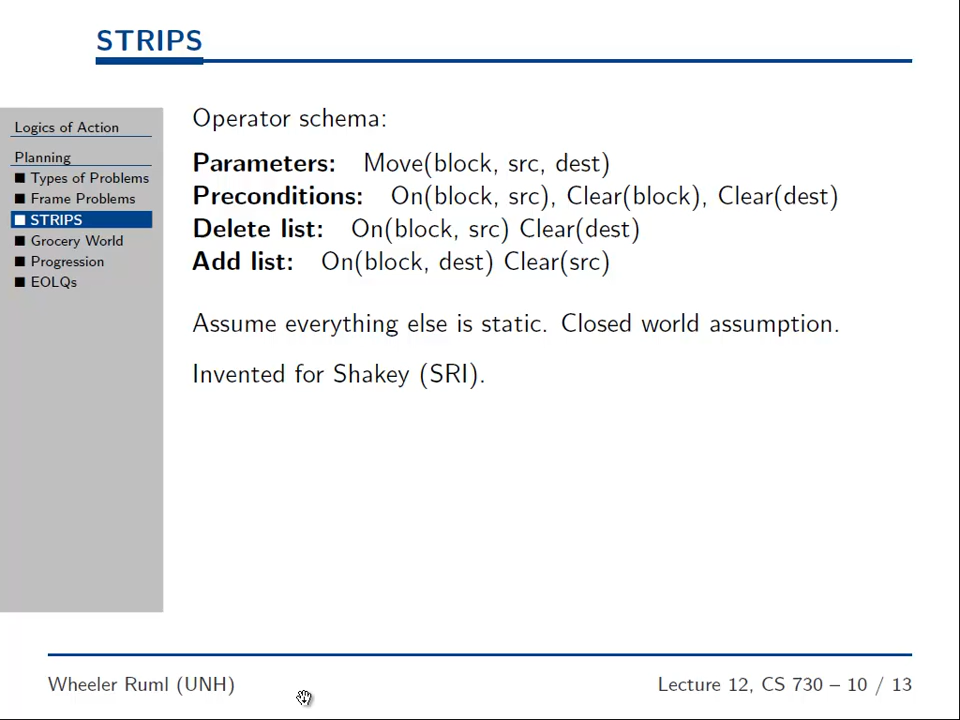 STRIPS
Logics of Action
Planning
Types of Problems
Frame Problems
STRIPS
Grocery World
Progression
EOLQs
Operator schema:
Parameters: Move(block, src, dest)
Preconditions: On(block, src), Clear(block), Clear(dest)
Delete list: On(block, src) Clear(dest)
Add list: On(block, dest) Clear(src)
Assume everything else is static. Closed world assumption.
Invented for Shakey (SRI).
Wheeler Ruml (UNH)
Lecture 12, CS 730 – 10 / 13